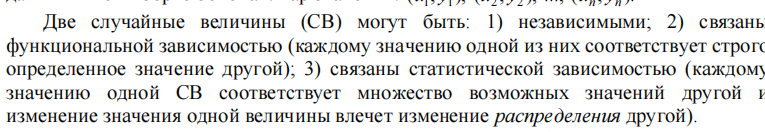 Две случайные величины (СВ) могут быть: 1) независимыми; 2) связаны
функциональной зависимостью (каждому значению одной из них соответствует строго
определенное значение другой); 3) связаны статистической зависимостью (каждому
значению одной СВ соответствует множество возможных значений другой и
изменение значения одной величины влечет изменение распределения другой).